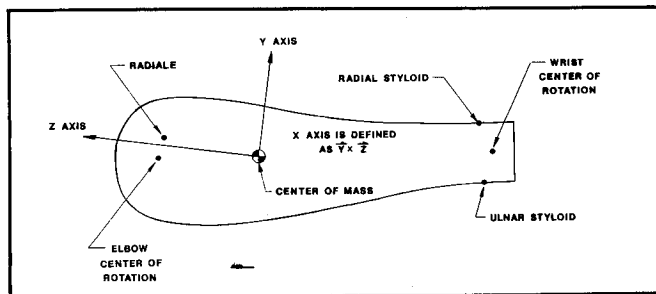 Y AXIS
RADIALE
RADIAL STYLOID
WRIST
CENTER OF
ROTATION
Z AXIS
X AXIS IS DEFINED
AS Y⃗ × Z⃗
CENTER OF MASS
ULNAR STYLOID
ELBOW
CENTER OF
ROTATION